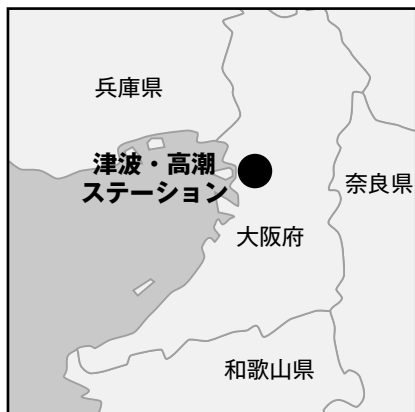 兵庫県
津波・高潮
ステーション
奈良県
大阪府
和歌山県